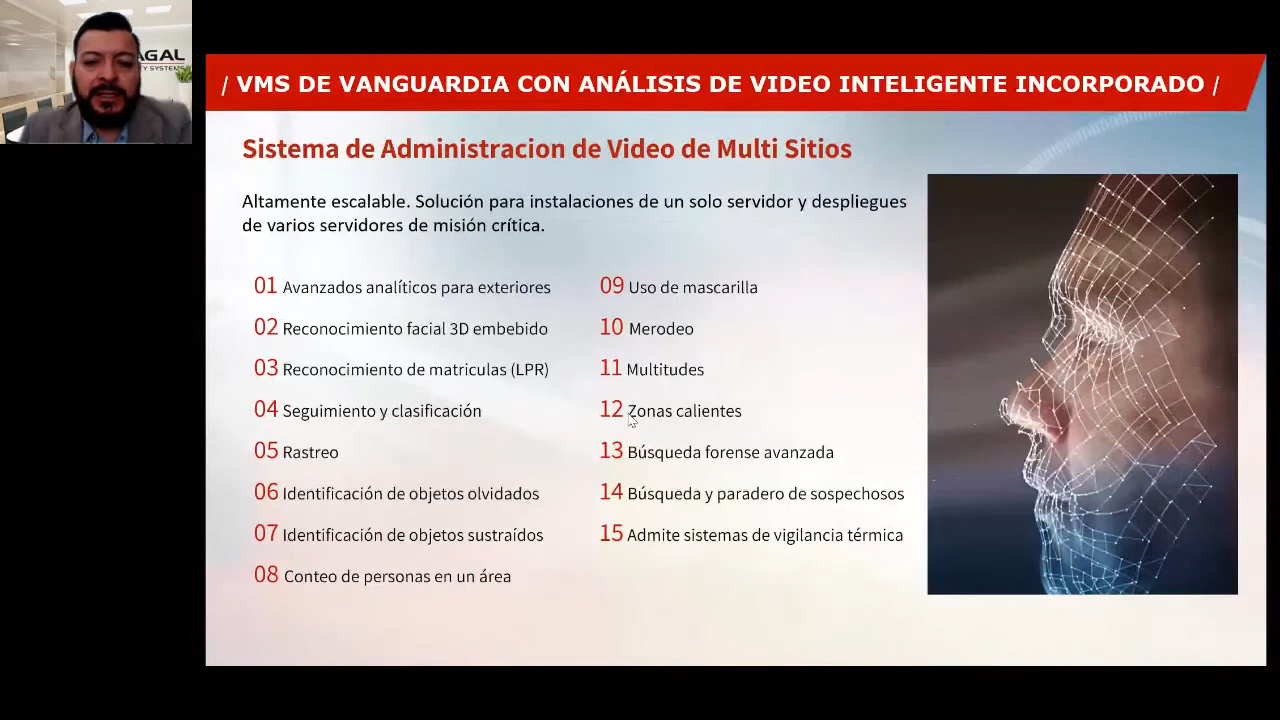 AGAL
Y SYSTEMS
/ VMS DE VANGUARDIA CON ANÁLISIS DE VIDEO INTELIGENTE INCORPORADO /
Sistema de Administracion de Video de Multi Sitios
Altamente escalable. Solución para instalaciones de un solo servidor y despliegues
de varios servidores de misión crítica.
01 Avanzados analíticos para exteriores
02 Reconocimiento facial 3D embebido
03 Reconocimiento de matriculas (LPR)
04 Seguimiento y clasificación
05 Rastreo
06 Identificación de objetos olvidados
07 Identificación de objetos sustraídos
08 Conteo de personas en un área
09 Uso de mascarilla
10 Merodeo
11 Multitudes
12 Zonas calientes
13 Búsqueda forense avanzada
14 Búsqueda y paradero de sospechosos
15 Admite sistemas de vigilancia térmica